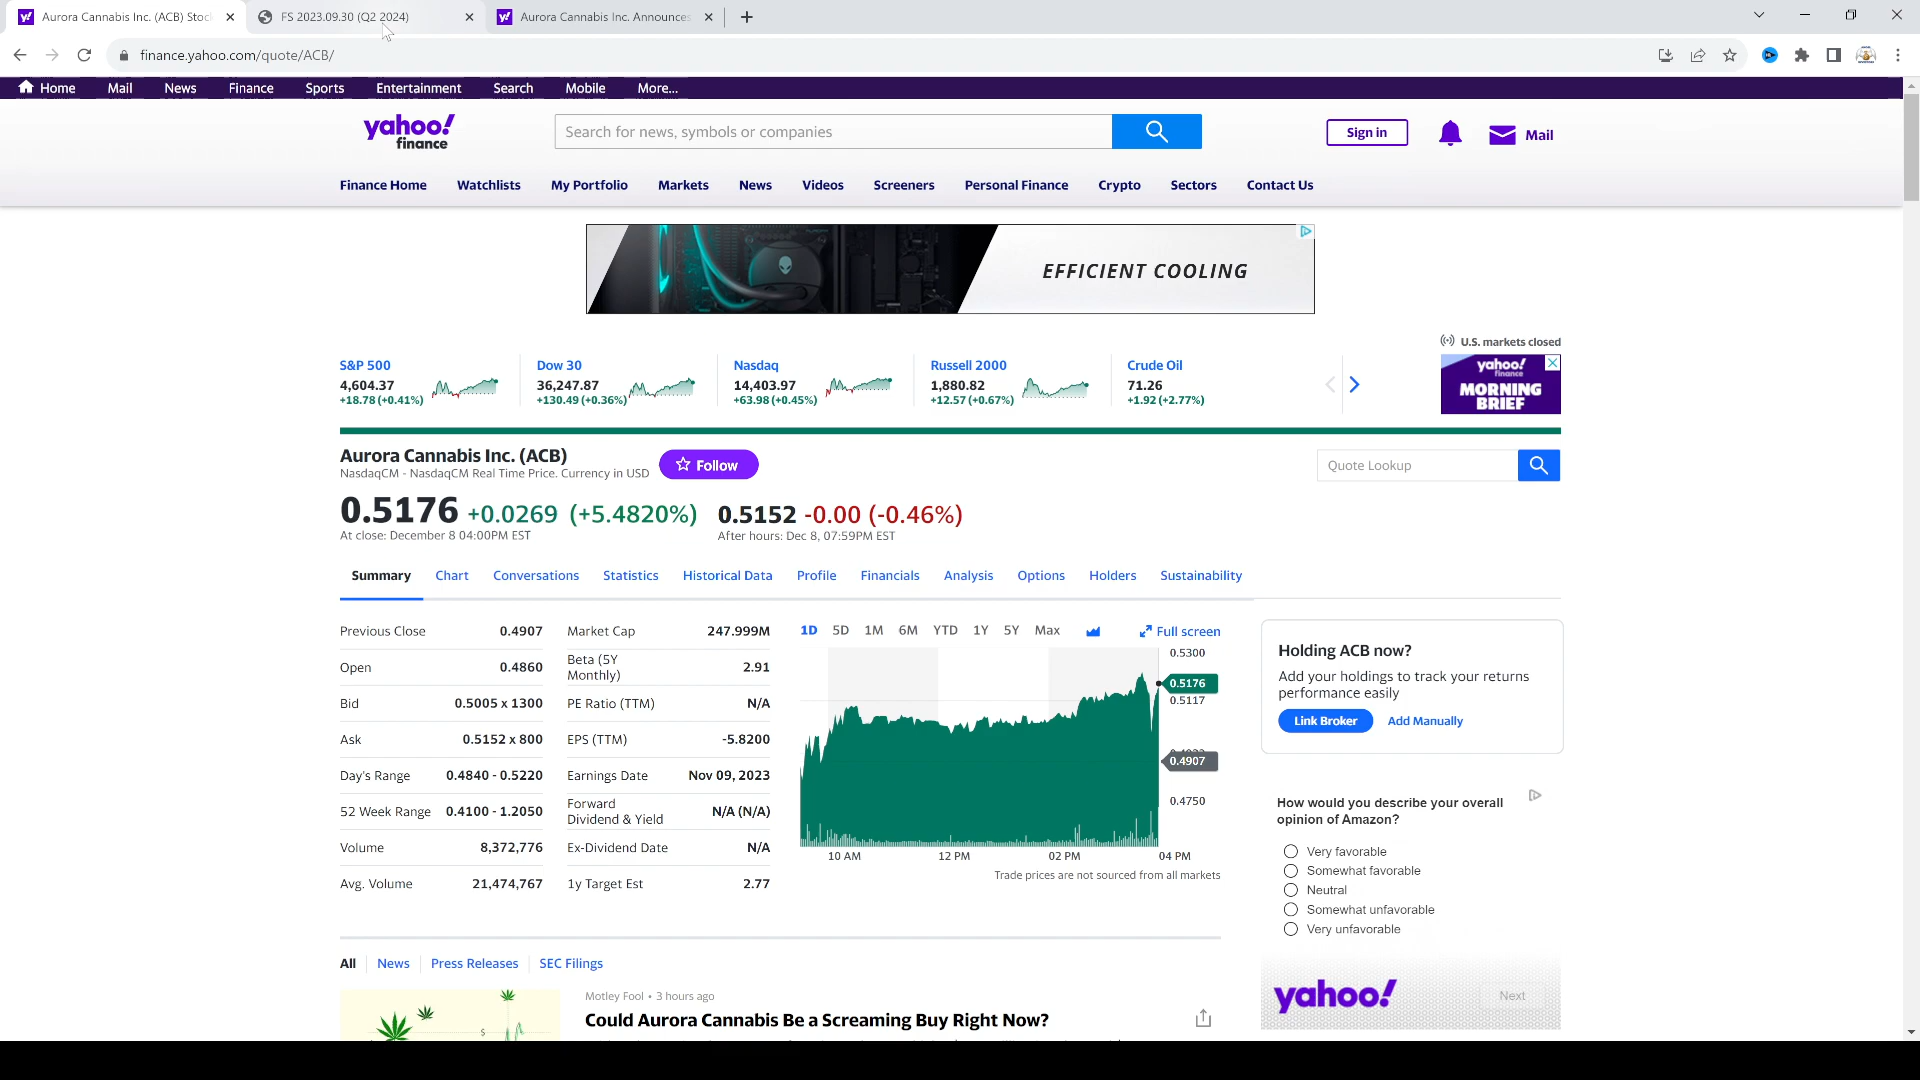 Aurora Cannabis Inc. (ACB) Stoc
FS 2023.09.30 (Q2 2024)
Aurora Cannabis Inc. Announces
finance.yahoo.com/quote/ACB/
Home Mail News Finance Sports Entertainment Search Mobile More...
yahoo!
finance
Search for news, symbols or companies
Sign in
Mail
Finance Home Watchlists My Portfolio Markets News Videos Screeners Personal Finance Crypto Sectors Contact Us
EFFICIENT COOLING
U.S. markets closed
S&P 500
4,604.37
+18.78 (+0.41%)
Dow 30
36,247.87
+130.49 (+0.36%)
Nasdaq
14,403.97
+63.98 (+0.45%)
Russell 2000
1,880.82
+12.57 (+0.67%)
Crude Oil
71.26
+1.92 (+2.77%)
yahoo!
finance
MORNING
BRIEF
Aurora Cannabis Inc. (ACB)
NasdaqCM - NasdaqCM Real Time Price. Currency in USD
Follow
Quote Lookup
0.5176 +0.0269 (+5.4820%)
At close: December 8 04:00PM EST
0.5152 -0.00 (-0.46%)
After hours: Dec 8, 07:59PM EST
Summary Chart Conversations Statistics Historical Data Profile Financials Analysis Options Holders Sustainability
Previous Close 0.4907
Open 0.4860
Bid 0.5005 x 1300
Ask 0.5152 x 800
Day's Range 0.4840 - 0.5220
52 Week Range 0.4100 - 1.2050
Volume 8,372,776
Avg. Volume 21,474,767
Market Cap 247.999M
Beta (5Y
Monthly) 2.91
PE Ratio (TTM) N/A
EPS (TTM) -5.8200
Earnings Date Nov 09, 2023
Forward
Dividend & Yield N/A (N/A)
Ex-Dividend Date N/A
1y Target Est 2.77
1D 5D 1M 6M YTD 1Y 5Y Max
Full screen
0.5300
0.5176
0.5117
0.4907
0.4750
10 AM 12 PM 02 PM 04 PM
Trade prices are not sourced from all markets
Holding ACB now?
Add your holdings to track your returns
performance easily
Link Broker Add Manually
How would you describe your overall
opinion of Amazon?
Very favorable
Somewhat favorable
Neutral
Somewhat unfavorable
Very unfavorable
yahoo!
Next
All News Press Releases SEC Filings
Motley Fool • 3 hours ago
Could Aurora Cannabis Be a Screaming Buy Right Now?
$